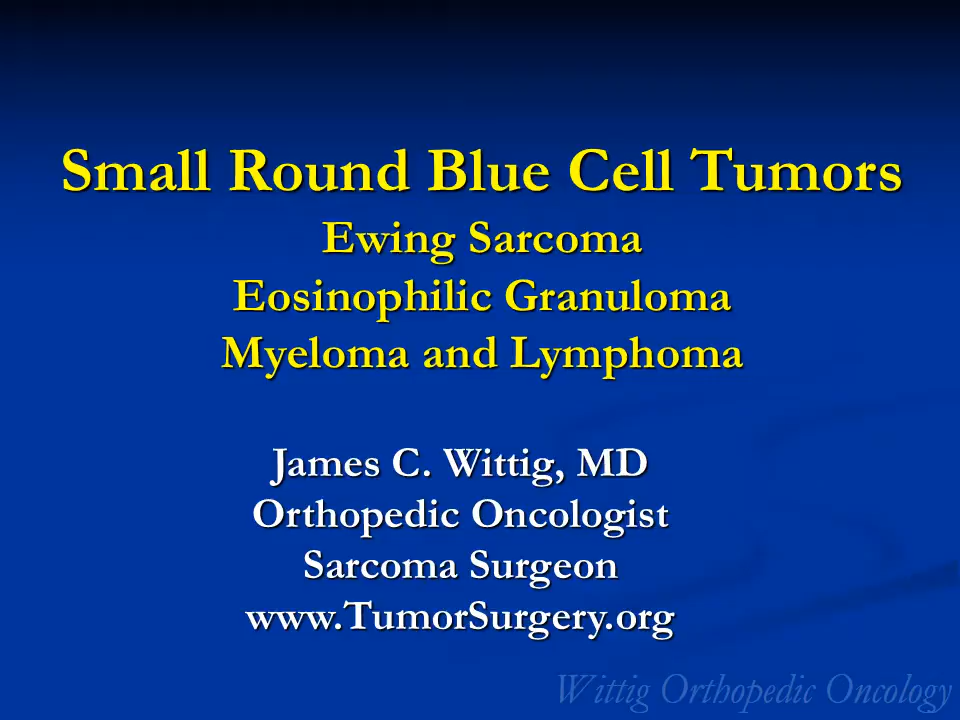 Small Round Blue Cell Tumors
Ewing Sarcoma
Eosinophilic Granuloma
Myeloma and Lymphoma
James C. Wittig, MD
Orthopedic Oncologist
Sarcoma Surgeon
www.TumorSurgery.org
Wittig Orthopedic Oncology